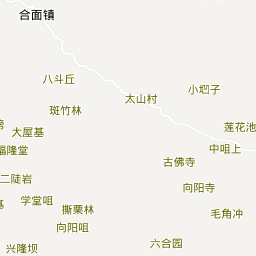 合面镇
八斗丘
小垇子
太山村
斑竹林
莲花池
大屋基
中咀上
福隆堂
古佛寺
二陡岩
向阳寺
学堂咀
撕栗林
毛角冲
向阳咀
六合园
兴隆坝